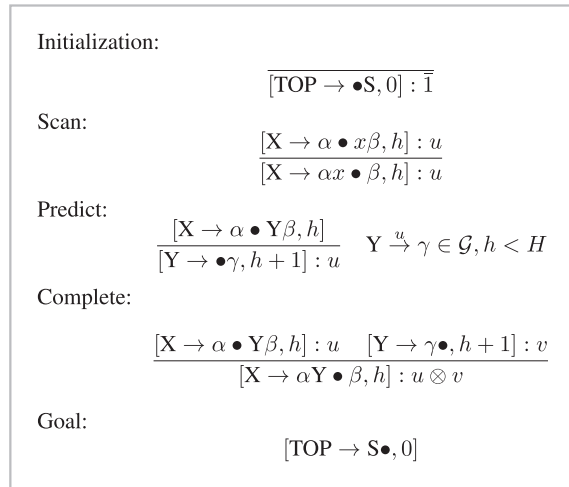 Initialization:
[TOP → •S, 0] : 1̄
Scan:
[X → α • xβ, h] : u
[X → αx • β, h] : u
Predict:
[X → α • Yβ, h]
[Y → •γ, h + 1] : u    Y →ᵘ γ ∈ 𝒢, h < H
Complete:
[X → α • Yβ, h] : u    [Y → γ•, h + 1] : v
[X → αY • β, h] : u ⊗ v
Goal:
[TOP → S•, 0]